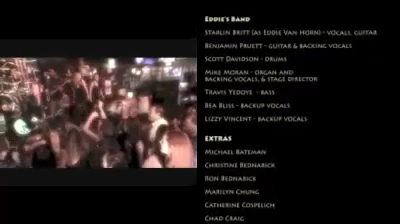 Eddie's Band
Starlin Britt (as Eddie Van Horn) - vocals, guitar
Benjamin Pruett - guitar & backing vocals
Scott Davidson - drums
Mike Moran - organ and
backing vocals, & stage director
Travis Yedoye - bass
Bea Bliss - backup vocals
Lizzy Vincent - backup vocals
Extras
Michael Bateman
Christine Bednarick
Ron Bednarick
Marilyn Chung
Catherine Cospelich
Chad Craig